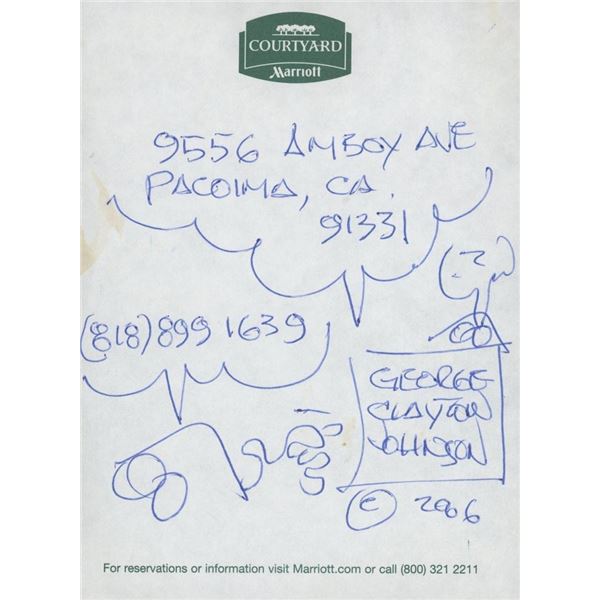 COURTYARD
Marriott
9556 AMBOY AVE
PACOIMA, CA.
91331
(818) 899 1639
GEORGE
CLAYTON
JOHNSON
© 2006
For reservations or information visit Marriott.com or call (800) 321 2211